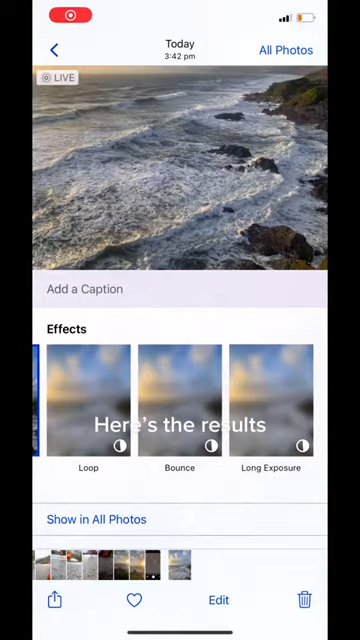 Today
3:42 pm
All Photos
LIVE
Add a Caption
Effects
Here's the results
Loop
Bounce
Long Exposure
Show in All Photos
Edit